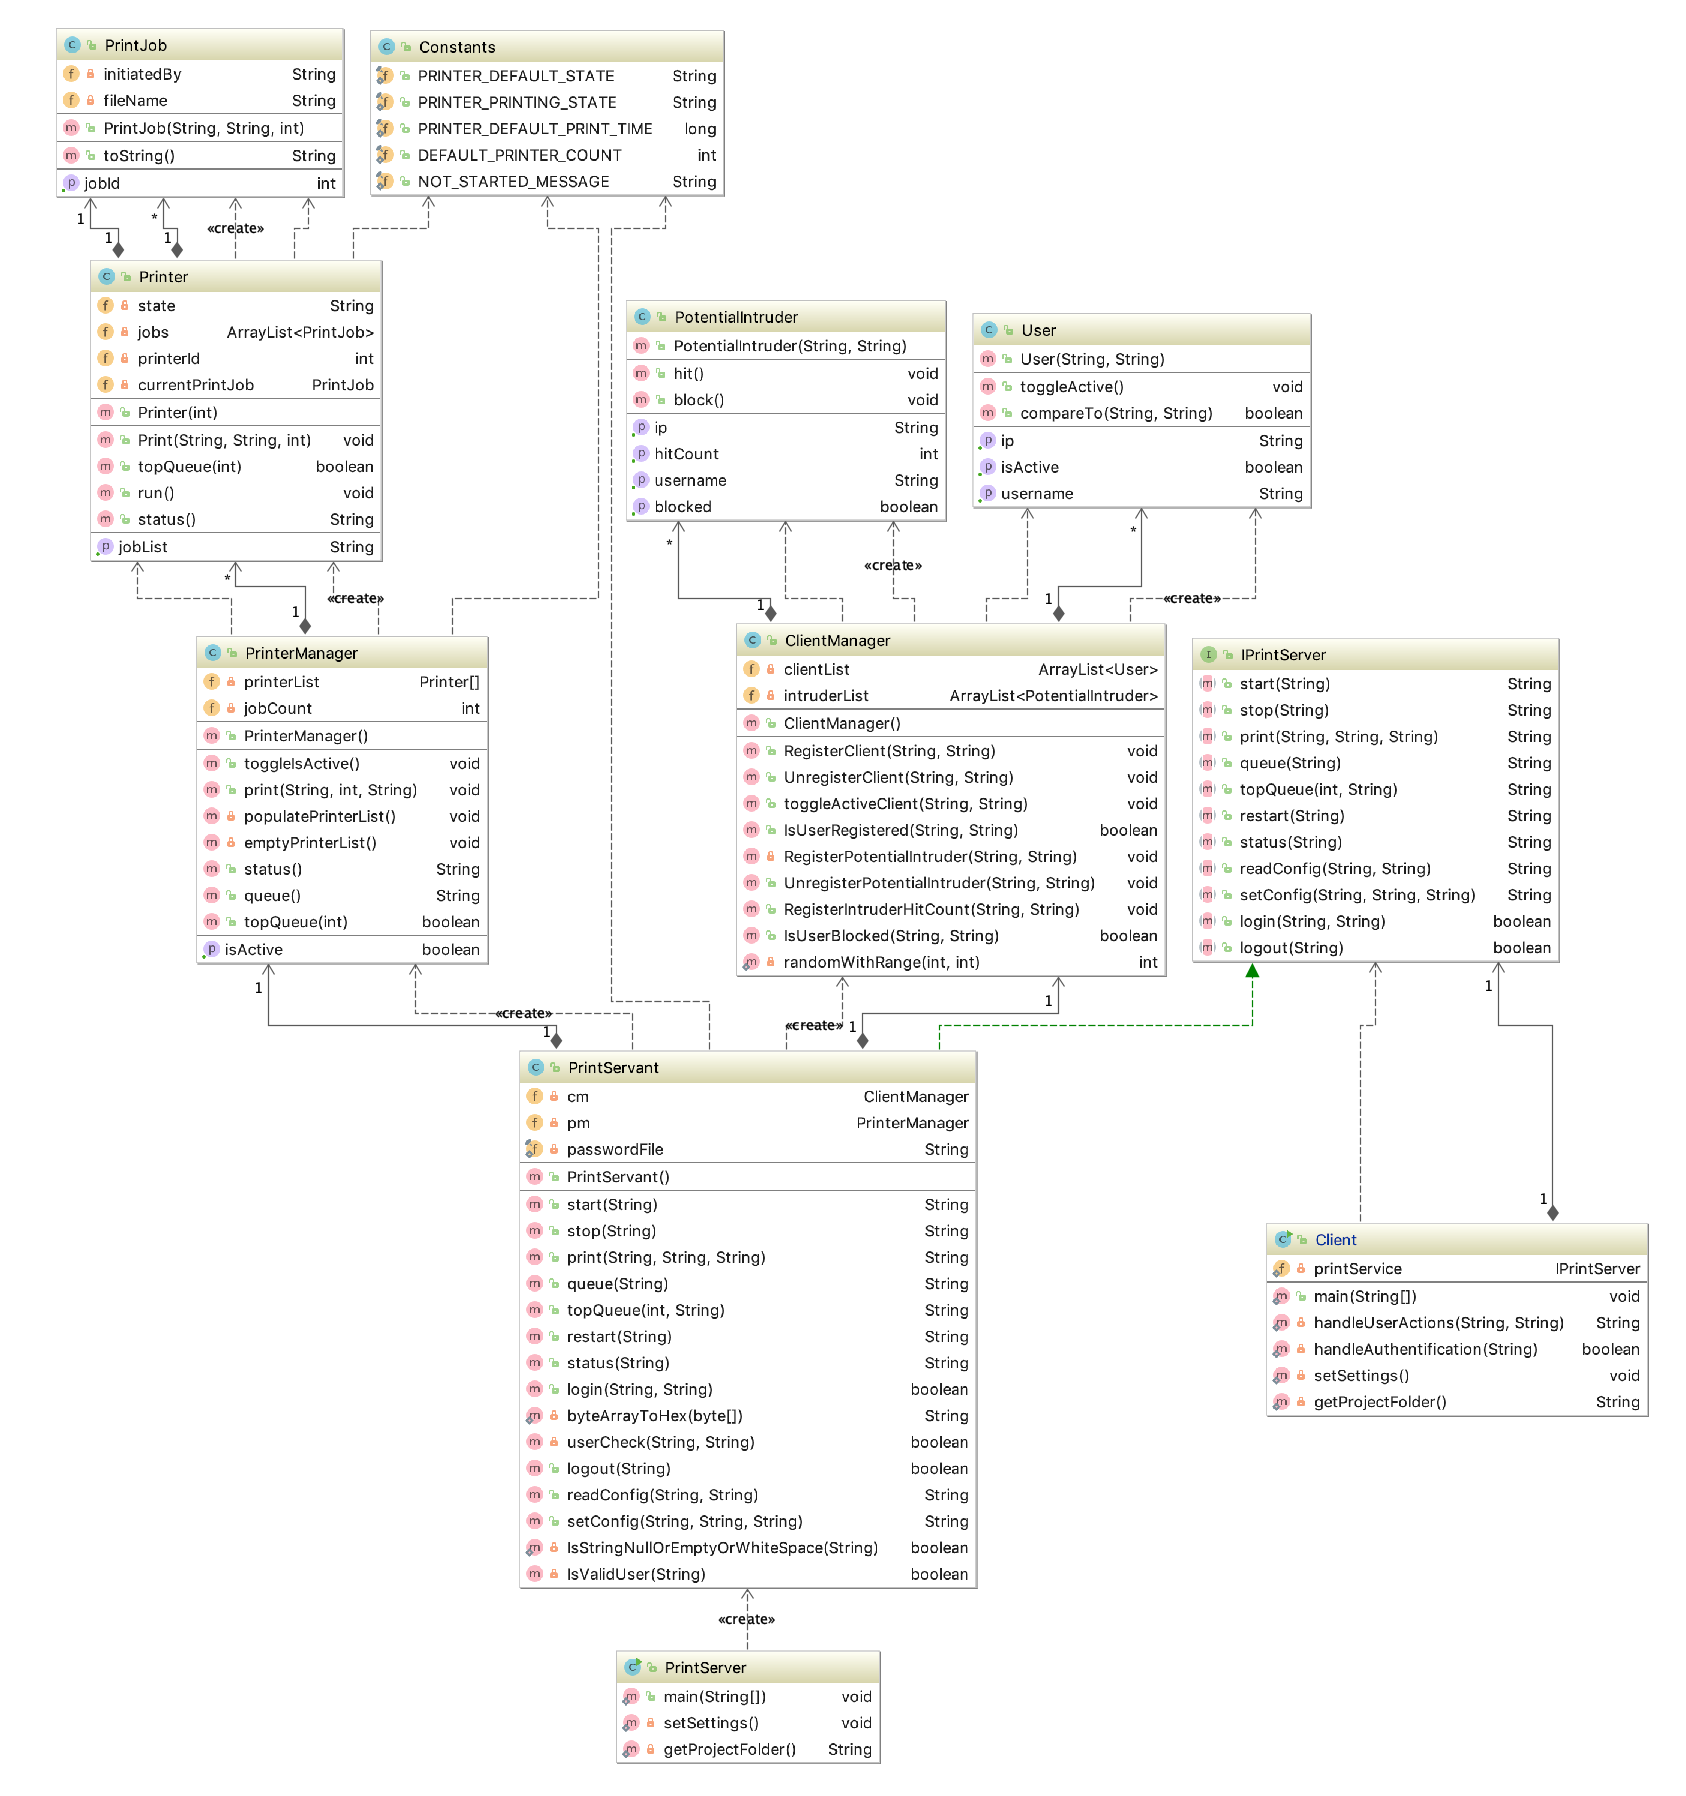 PrintJob
initiatedBy String
fileName String
PrintJob(String, String, int)
toString() String
jobId int
Constants
PRINTER_DEFAULT_STATE String
PRINTER_PRINTING_STATE String
PRINTER_DEFAULT_PRINT_TIME long
DEFAULT_PRINTER_COUNT int
NOT_STARTED_MESSAGE String
1
1
*
1
«create»
Printer
state String
jobs ArrayList<PrintJob>
printerId int
currentPrintJob PrintJob
Printer(int)
Print(String, String, int) void
topQueue(int) boolean
run() void
status() String
jobList String
PotentialIntruder
PotentialIntruder(String, String)
hit() void
block() void
ip String
hitCount int
username String
blocked boolean
User
User(String, String)
toggleActive() void
compareTo(String, String) boolean
ip String
isActive boolean
username String
*
1
«create»
*
1
«create»
*
1
«create»
PrinterManager
printerList Printer[]
jobCount int
PrinterManager()
toggleIsActive() void
print(String, int, String) void
populatePrinterList() void
emptyPrinterList() void
status() String
queue() String
topQueue(int) boolean
isActive boolean
ClientManager
clientList ArrayList<User>
intruderList ArrayList<PotentialIntruder>
ClientManager()
RegisterClient(String, String) void
UnregisterClient(String, String) void
toggleActiveClient(String, String) void
IsUserRegistered(String, String) boolean
RegisterPotentialIntruder(String, String) void
UnregisterPotentialIntruder(String, String) void
RegisterIntruderHitCount(String, String) void
IsUserBlocked(String, String) boolean
randomWithRange(int, int) int
IPrintServer
start(String) String
stop(String) String
print(String, String, String) String
queue(String) String
topQueue(int, String) String
restart(String) String
status(String) String
readConfig(String, String) String
setConfig(String, String, String) String
login(String, String) boolean
logout(String) boolean
1
«create»
1
«create»
1
1
1
1
PrintServant
cm ClientManager
pm PrinterManager
passwordFile String
PrintServant()
start(String) String
stop(String) String
print(String, String, String) String
queue(String) String
topQueue(int, String) String
restart(String) String
status(String) String
login(String, String) boolean
byteArrayToHex(byte[]) String
userCheck(String, String) boolean
logout(String) boolean
readConfig(String, String) String
setConfig(String, String, String) String
IsStringNullOrEmptyOrWhiteSpace(String) boolean
IsValidUser(String) boolean
Client
printService IPrintServer
main(String[]) void
handleUserActions(String, String) String
handleAuthentification(String) boolean
setSettings() void
getProjectFolder() String
«create»
PrintServer
main(String[]) void
setSettings() void
getProjectFolder() String